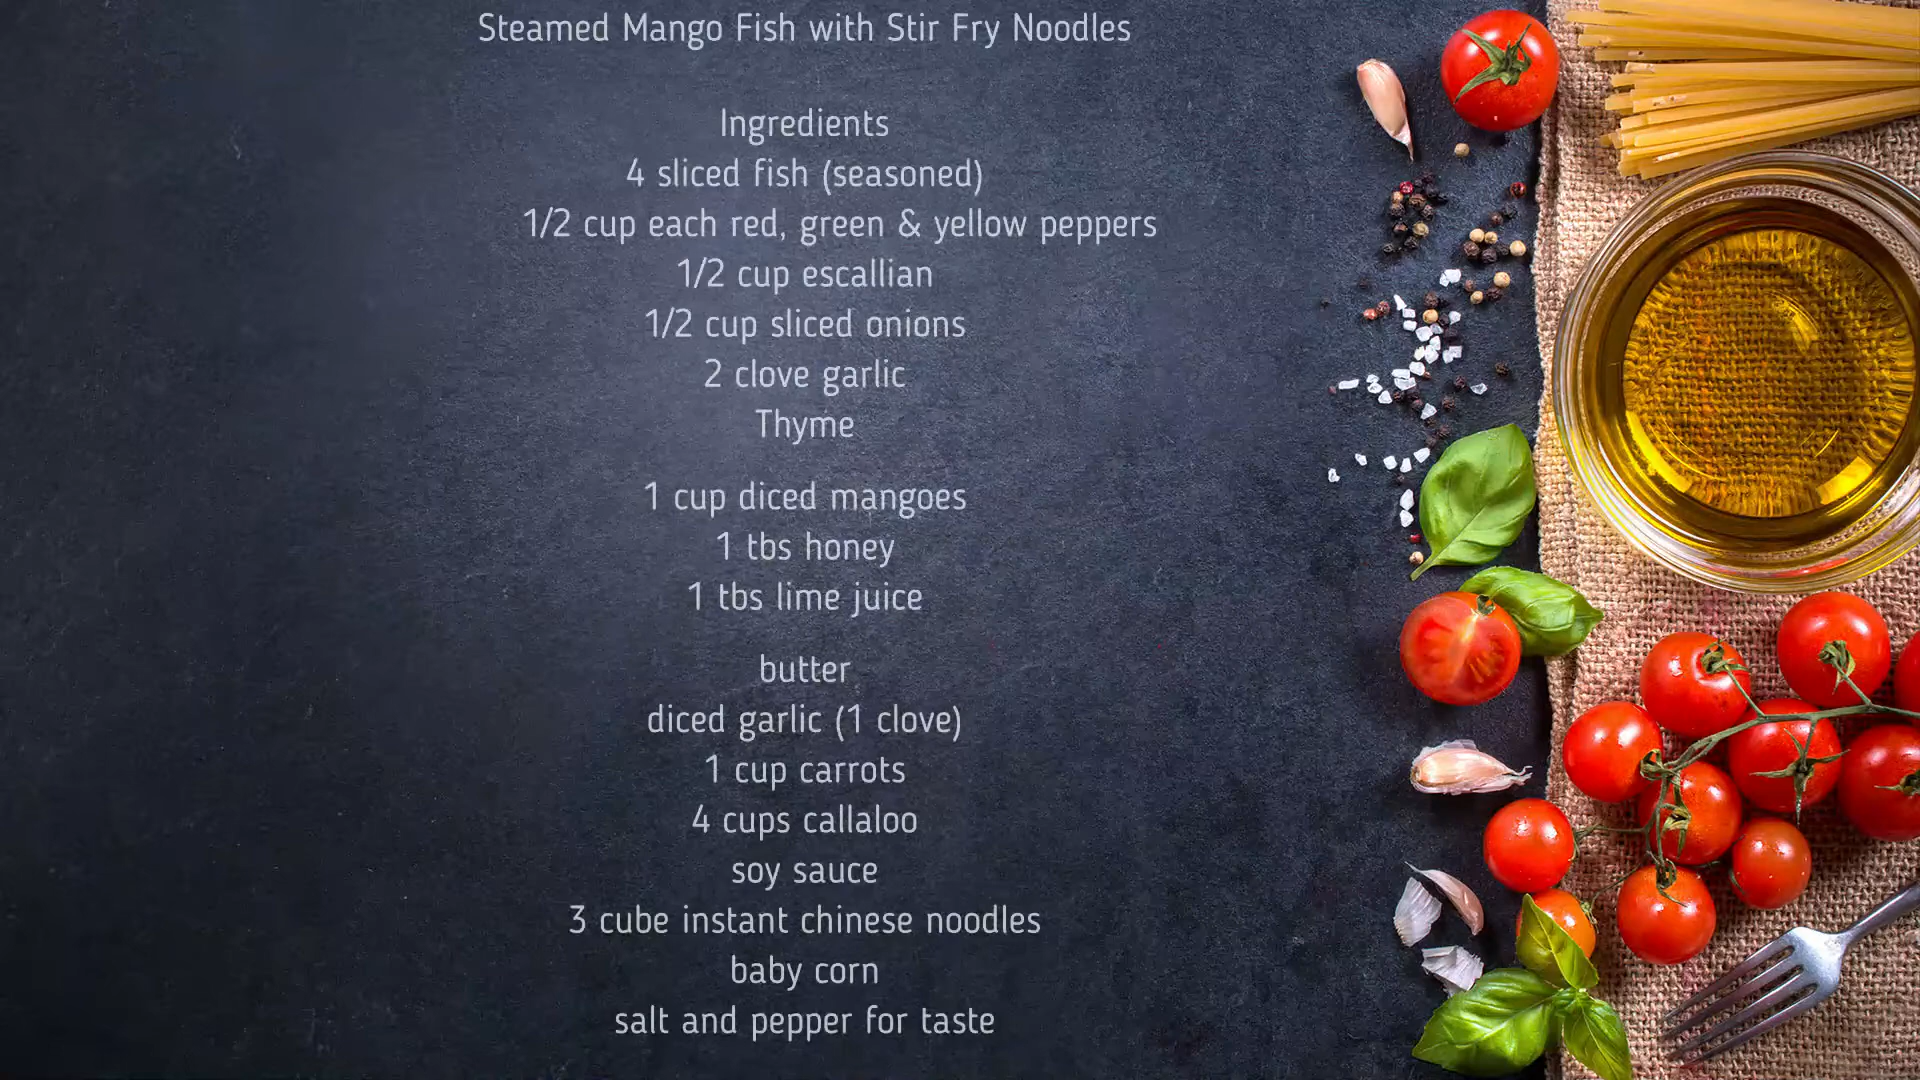 Steamed Mango Fish with Stir Fry Noodles
Ingredients
4 sliced fish (seasoned)
1/2 cup each red, green & yellow peppers
1/2 cup escallian
1/2 cup sliced onions
2 clove garlic
Thyme
1 cup diced mangoes
1 tbs honey
1 tbs lime juice
butter
diced garlic (1 clove)
1 cup carrots
4 cups callaloo
soy sauce
3 cube instant chinese noodles
baby corn
salt and pepper for taste